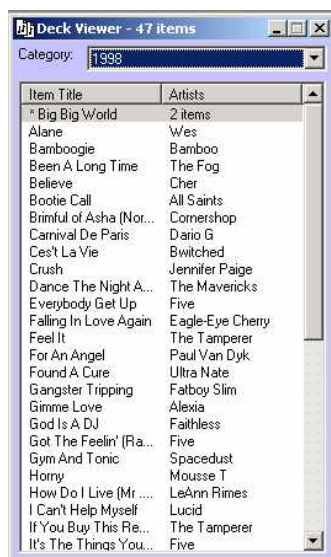 Deck Viewer - 47 items
Category: 1998
Item Title Artists
* Big Big World 2 items
Alane Wes
Bamboogie Bamboo
Been A Long Time The Fog
Believe Cher
Bootie Call All Saints
Brimful of Asha (Nor... Cornershop
Carnival De Paris Dario G
Ces't La Vie Bwitched
Crush Jennifer Paige
Dance The Night A... The Mavericks
Everybody Get Up Five
Falling In Love Again Eagle-Eye Cherry
Feel It The Tamperer
For An Angel Paul Van Dyk
Found A Cure Ultra Nate
Gangster Tripping Fatboy Slim
Gimme Love Alexia
God Is A DJ Faithless
Got The Feelin' (Ra... Five
Gym And Tonic Spacedust
Horny Mousse T
How Do I Live (Mr .... LeAnn Rimes
I Can't Help Myself Lucid
If You Buy This Re... The Tamperer
It's The Things You... Five